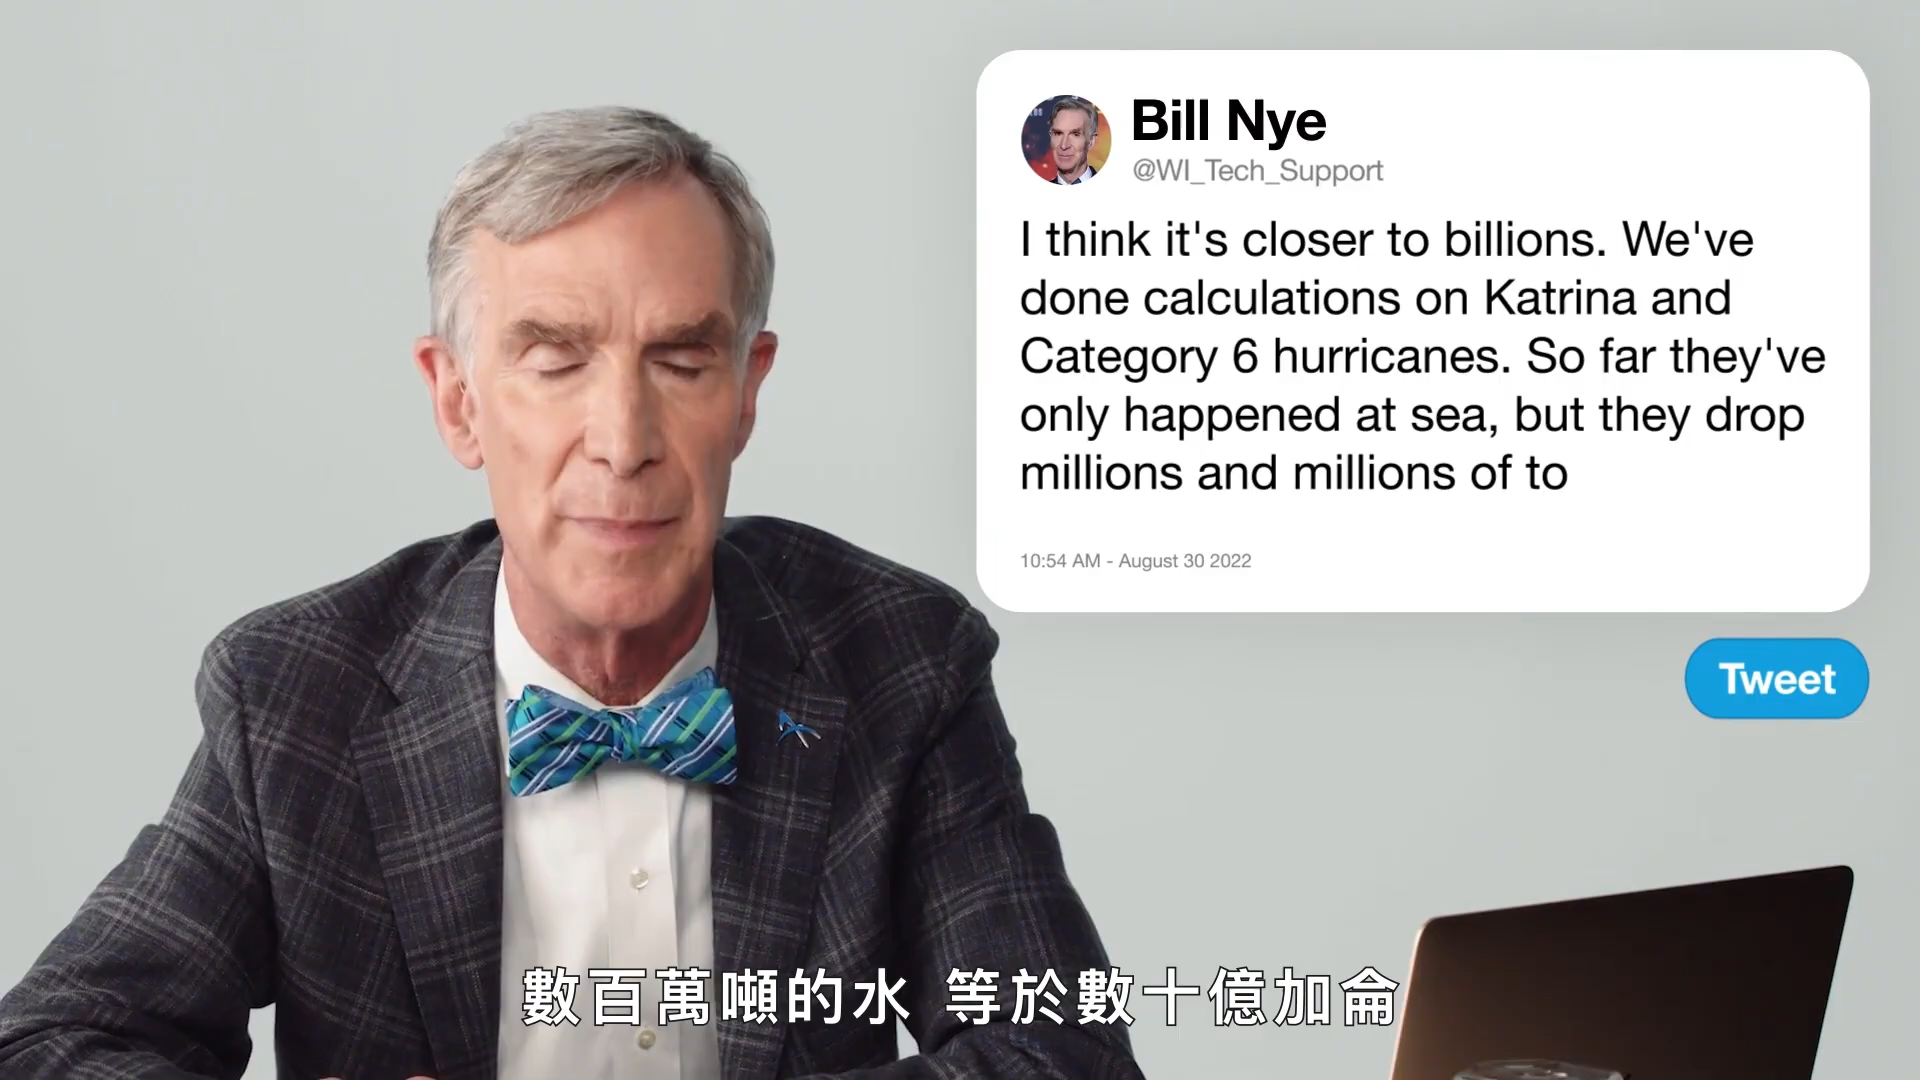 Bill Nye
@WI_Tech_Support
I think it's closer to billions. We've
done calculations on Katrina and
Category 6 hurricanes. So far they've
only happened at sea, but they drop
millions and millions of to
10:54 AM - August 30 2022
Tweet
數百萬噸的水 等於數十億加侖